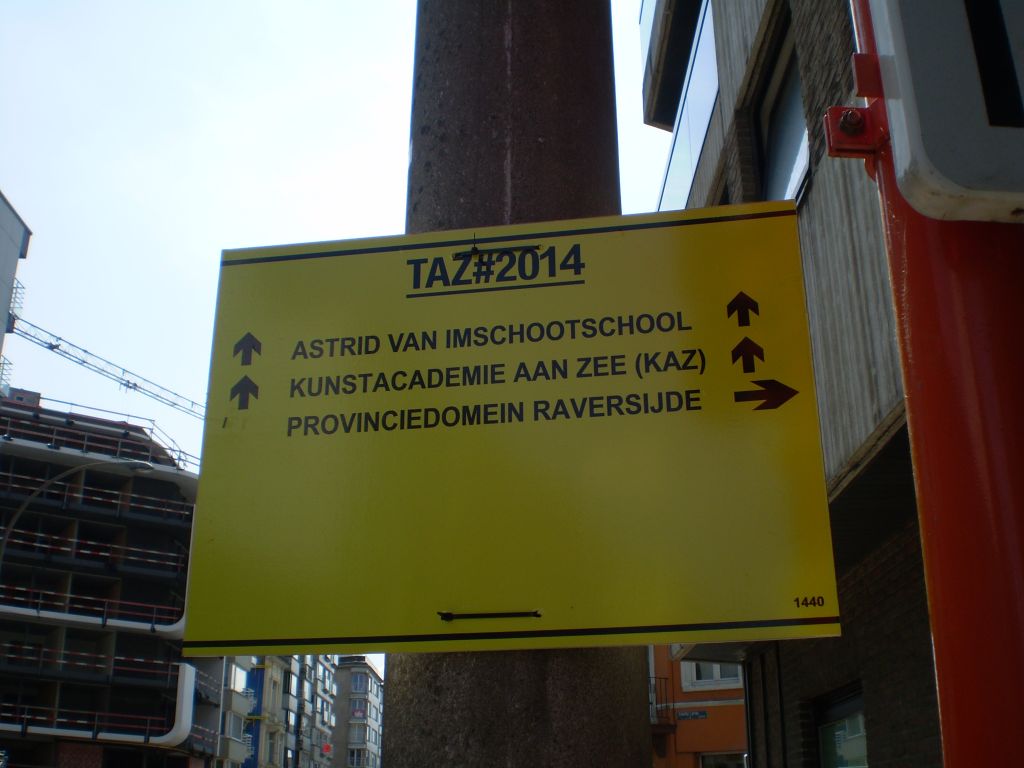 TAZ#2014
ASTRID VAN IMSCHOOTSCHOOL
KUNSTACADEMIE AAN ZEE (KAZ)
PROVINCIEDOMEIN RAVERSIJDE
1440